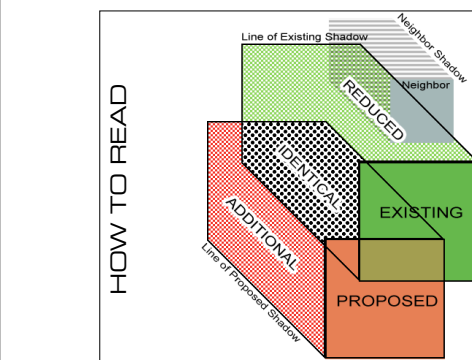 HOW TO READ
Line of Existing Shadow
Neighbor Shadow
Neighbor
REDUCED
IDENTICAL
EXISTING
ADDITIONAL
PROPOSED
Line of Proposed Shadow